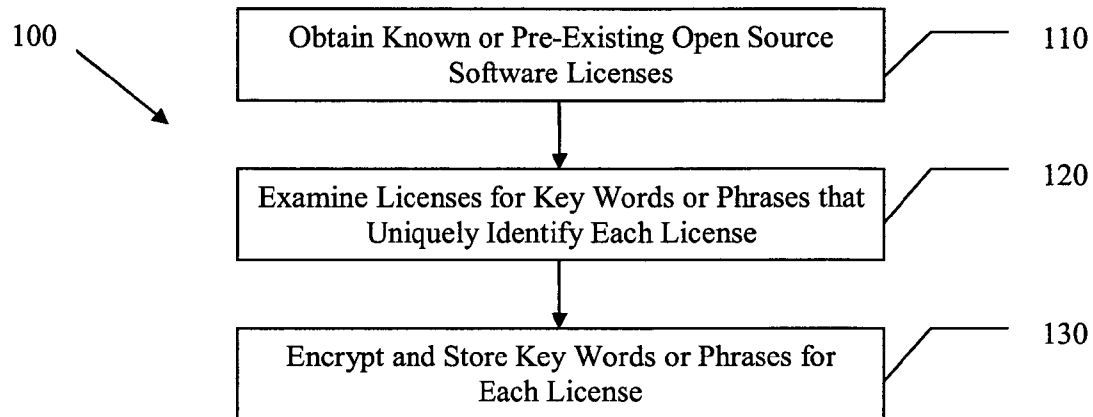 100
Obtain Known or Pre-Existing Open Source
Software Licenses
110
Examine Licenses for Key Words or Phrases that
Uniquely Identify Each License
120
Encrypt and Store Key Words or Phrases for
Each License
130